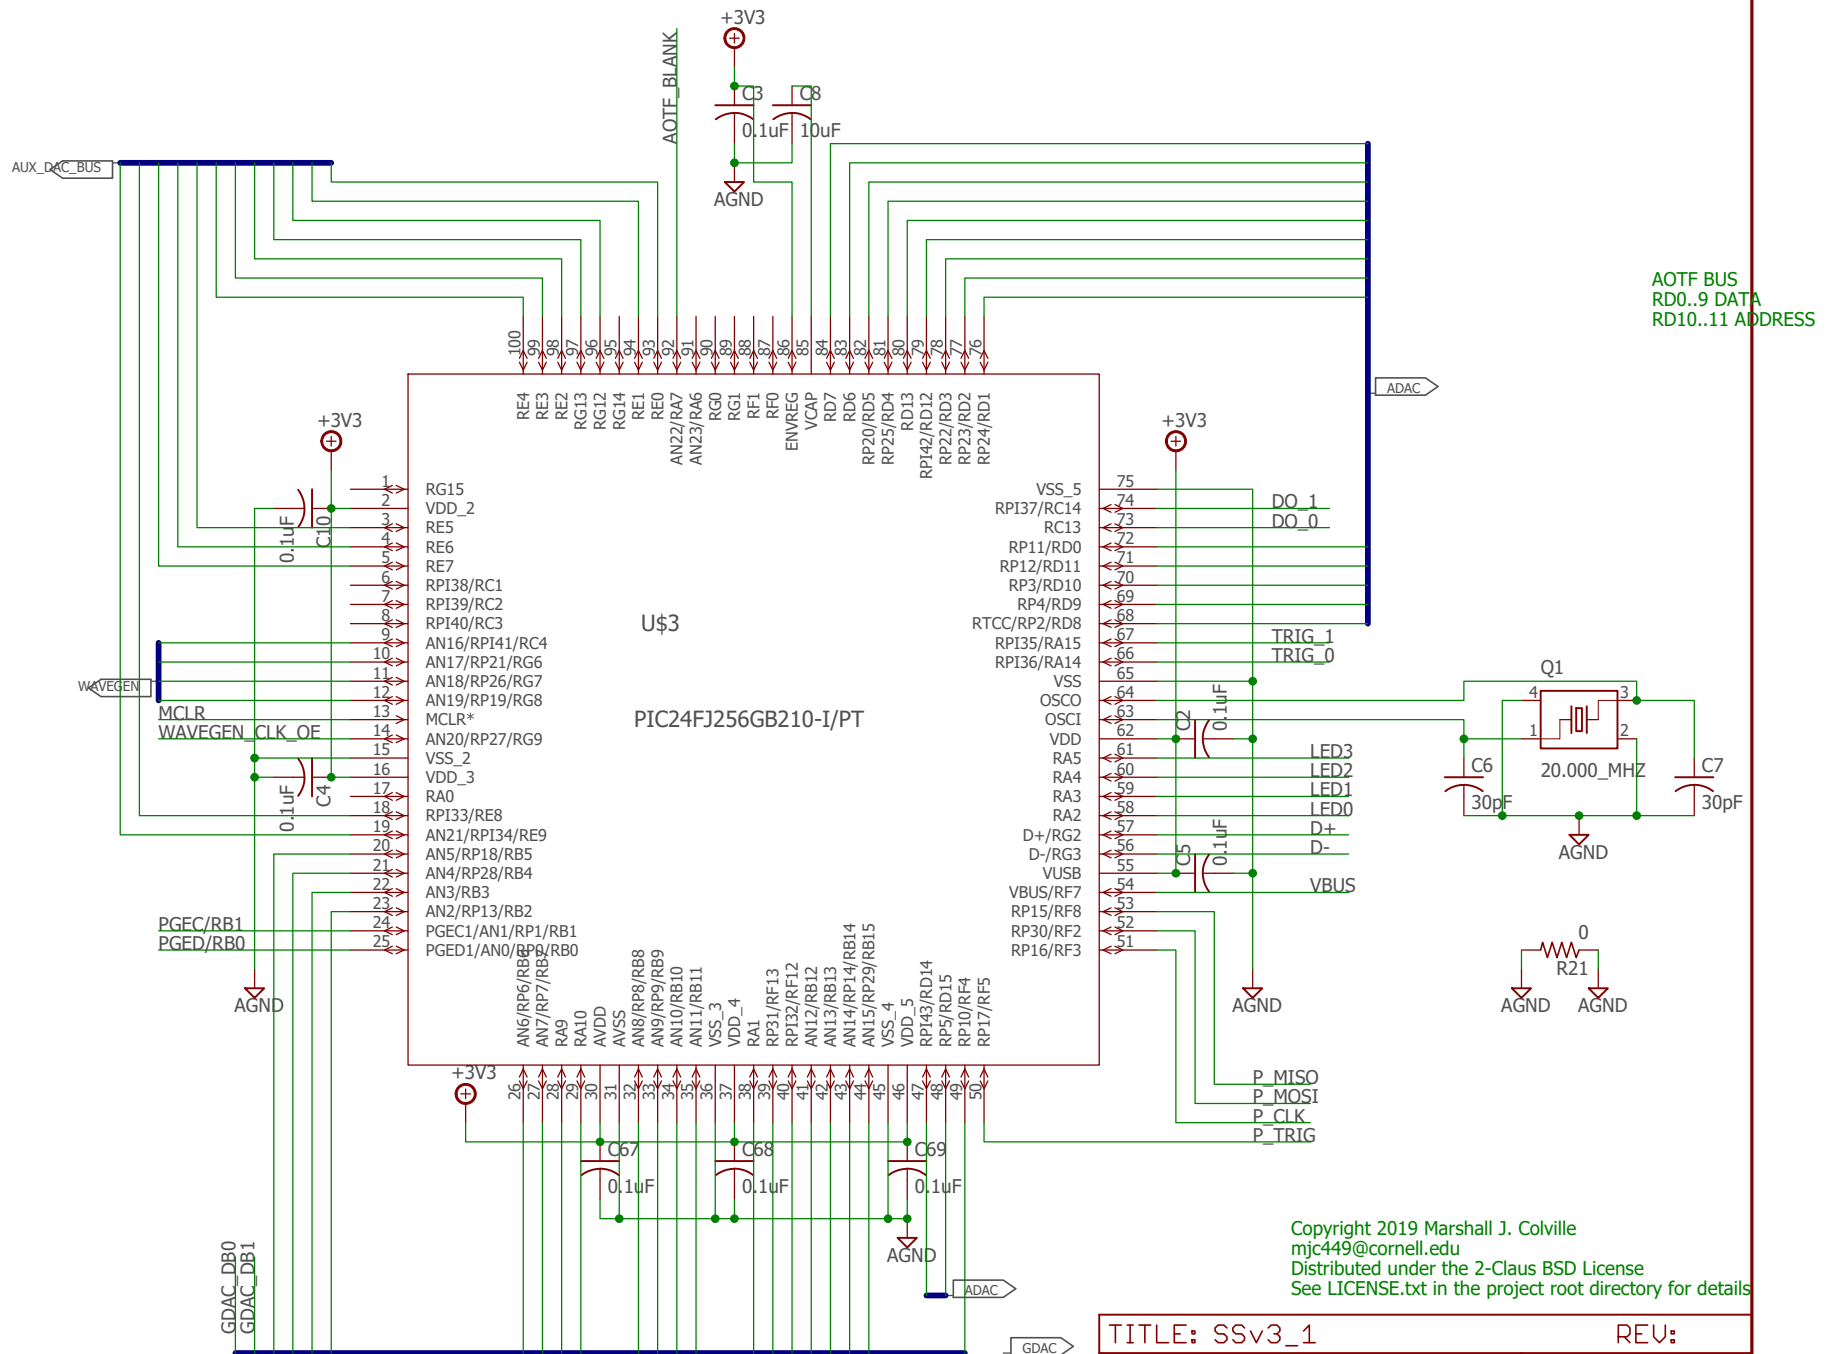 +3V3
AOTF_BLANK
C3
0.1uF
C8
10uF
AGND
AUX_DAC_BUS
AOTF BUS
RD0..9 DATA
RD10..11 ADDRESS
ADAC
100
99
98
97
96
95
94
93
92
91
90
89
88
87
86
85
84
83
82
81
80
79
78
77
76
RE4
RE3
RE2
RG13
RG12
RG14
RE1
RE0
AN22/RA7
AN23/RA6
RG0
RG1
RF1
RF0
ENVREG
VCAP
RD7
RD6
RP20/RD5
RP25/RD4
RD13
RPI42/RD12
RP22/RD3
RP23/RD2
RP24/RD1
+3V3
+3V3
0.1uF
C10
0.1uF
C4
1 RG15
2 VDD_2
3 RE5
4 RE6
5 RE7
6 RPI38/RC1
7 RPI39/RC2
8 RPI40/RC3
9 AN16/RPI41/RC4
10 AN17/RP21/RG6
11 AN18/RP26/RG7
12 AN19/RP19/RG8
13 MCLR*
14 AN20/RP27/RG9
15 VSS_2
16 VDD_3
17 RA0
18 RPI33/RE8
19 AN21/RPI34/RE9
20 AN5/RP18/RB5
21 AN4/RP28/RB4
22 AN3/RB3
23 AN2/RP13/RB2
24 PGEC1/AN1/RP1/RB1
25 PGED1/AN0/RP0/RB0
WAVEGEN
MCLR
WAVEGEN_CLK_OE
PGEC/RB1
PGED/RB0
AGND
U$3
PIC24FJ256GB210-I/PT
VSS_5 75
RPI37/RC14 74
RC13 73
RP11/RD0 72
RP12/RD11 71
RP3/RD10 70
RP4/RD9 69
RTCC/RP2/RD8 68
RPI35/RA15 67
RPI36/RA14 66
VSS 65
OSCO 64
OSCI 63
VDD 62
RA5 61
RA4 60
RA3 59
RA2 58
D+/RG2 57
D-/RG3 56
VUSB 55
VBUS/RF7 54
RP15/RF8 53
RP30/RF2 52
RP16/RF3 51
DO_1
DO_0
TRIG_1
TRIG_0
C2
0.1uF
LED3
LED2
LED1
LED0
D+
D-
C5
0.1uF
VBUS
AGND
Q1
4
3
1
2
20.000_MHZ
C6
30pF
C7
30pF
AGND
0
R21
AGND
AGND
AN6/RP6/RB6
AN7/RP7/RB7
RA9
RA10
AVDD
AVSS
AN8/RP8/RB8
AN9/RP9/RB9
AN10/RB10
AN11/RB11
VSS_3
VDD_4
RA1
RP31/RF13
RPI32/RF12
AN12/RB12
AN13/RB13
AN14/RP14/RB14
AN15/RP29/RB15
VSS_4
VDD_5
RPI43/RD14
RP5/RD15
RP10/RF4
RP17/RF5
26
27
28
29
30
31
32
33
34
35
36
37
38
39
40
41
42
43
44
45
46
47
48
49
50
+3V3
P_MISO
P_MOSI
P_CLK
P_TRIG
C67
0.1uF
C68
0.1uF
C69
0.1uF
AGND
GDAC_DB0
GDAC_DB1
ADAC
GDAC
Copyright 2019 Marshall J. Colville
mjc449@cornell.edu
Distributed under the 2-Claus BSD License
See LICENSE.txt in the project root directory for details
TITLE: SSv3_1
REV: